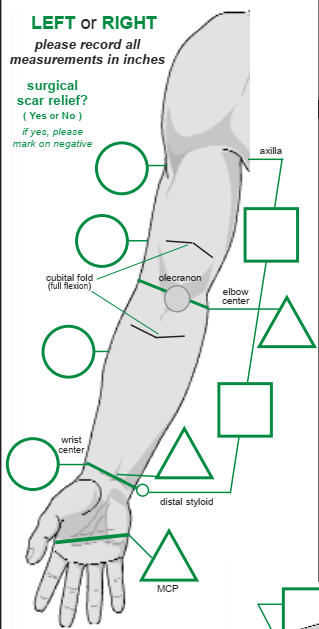 LEFT or RIGHT
please record all
measurements in inches
surgical
scar relief?
( Yes or No )
if yes, please
mark on negative
axilla
cubital fold
(full flexion)
olecranon
elbow
center
wrist
center
distal styloid
MCP